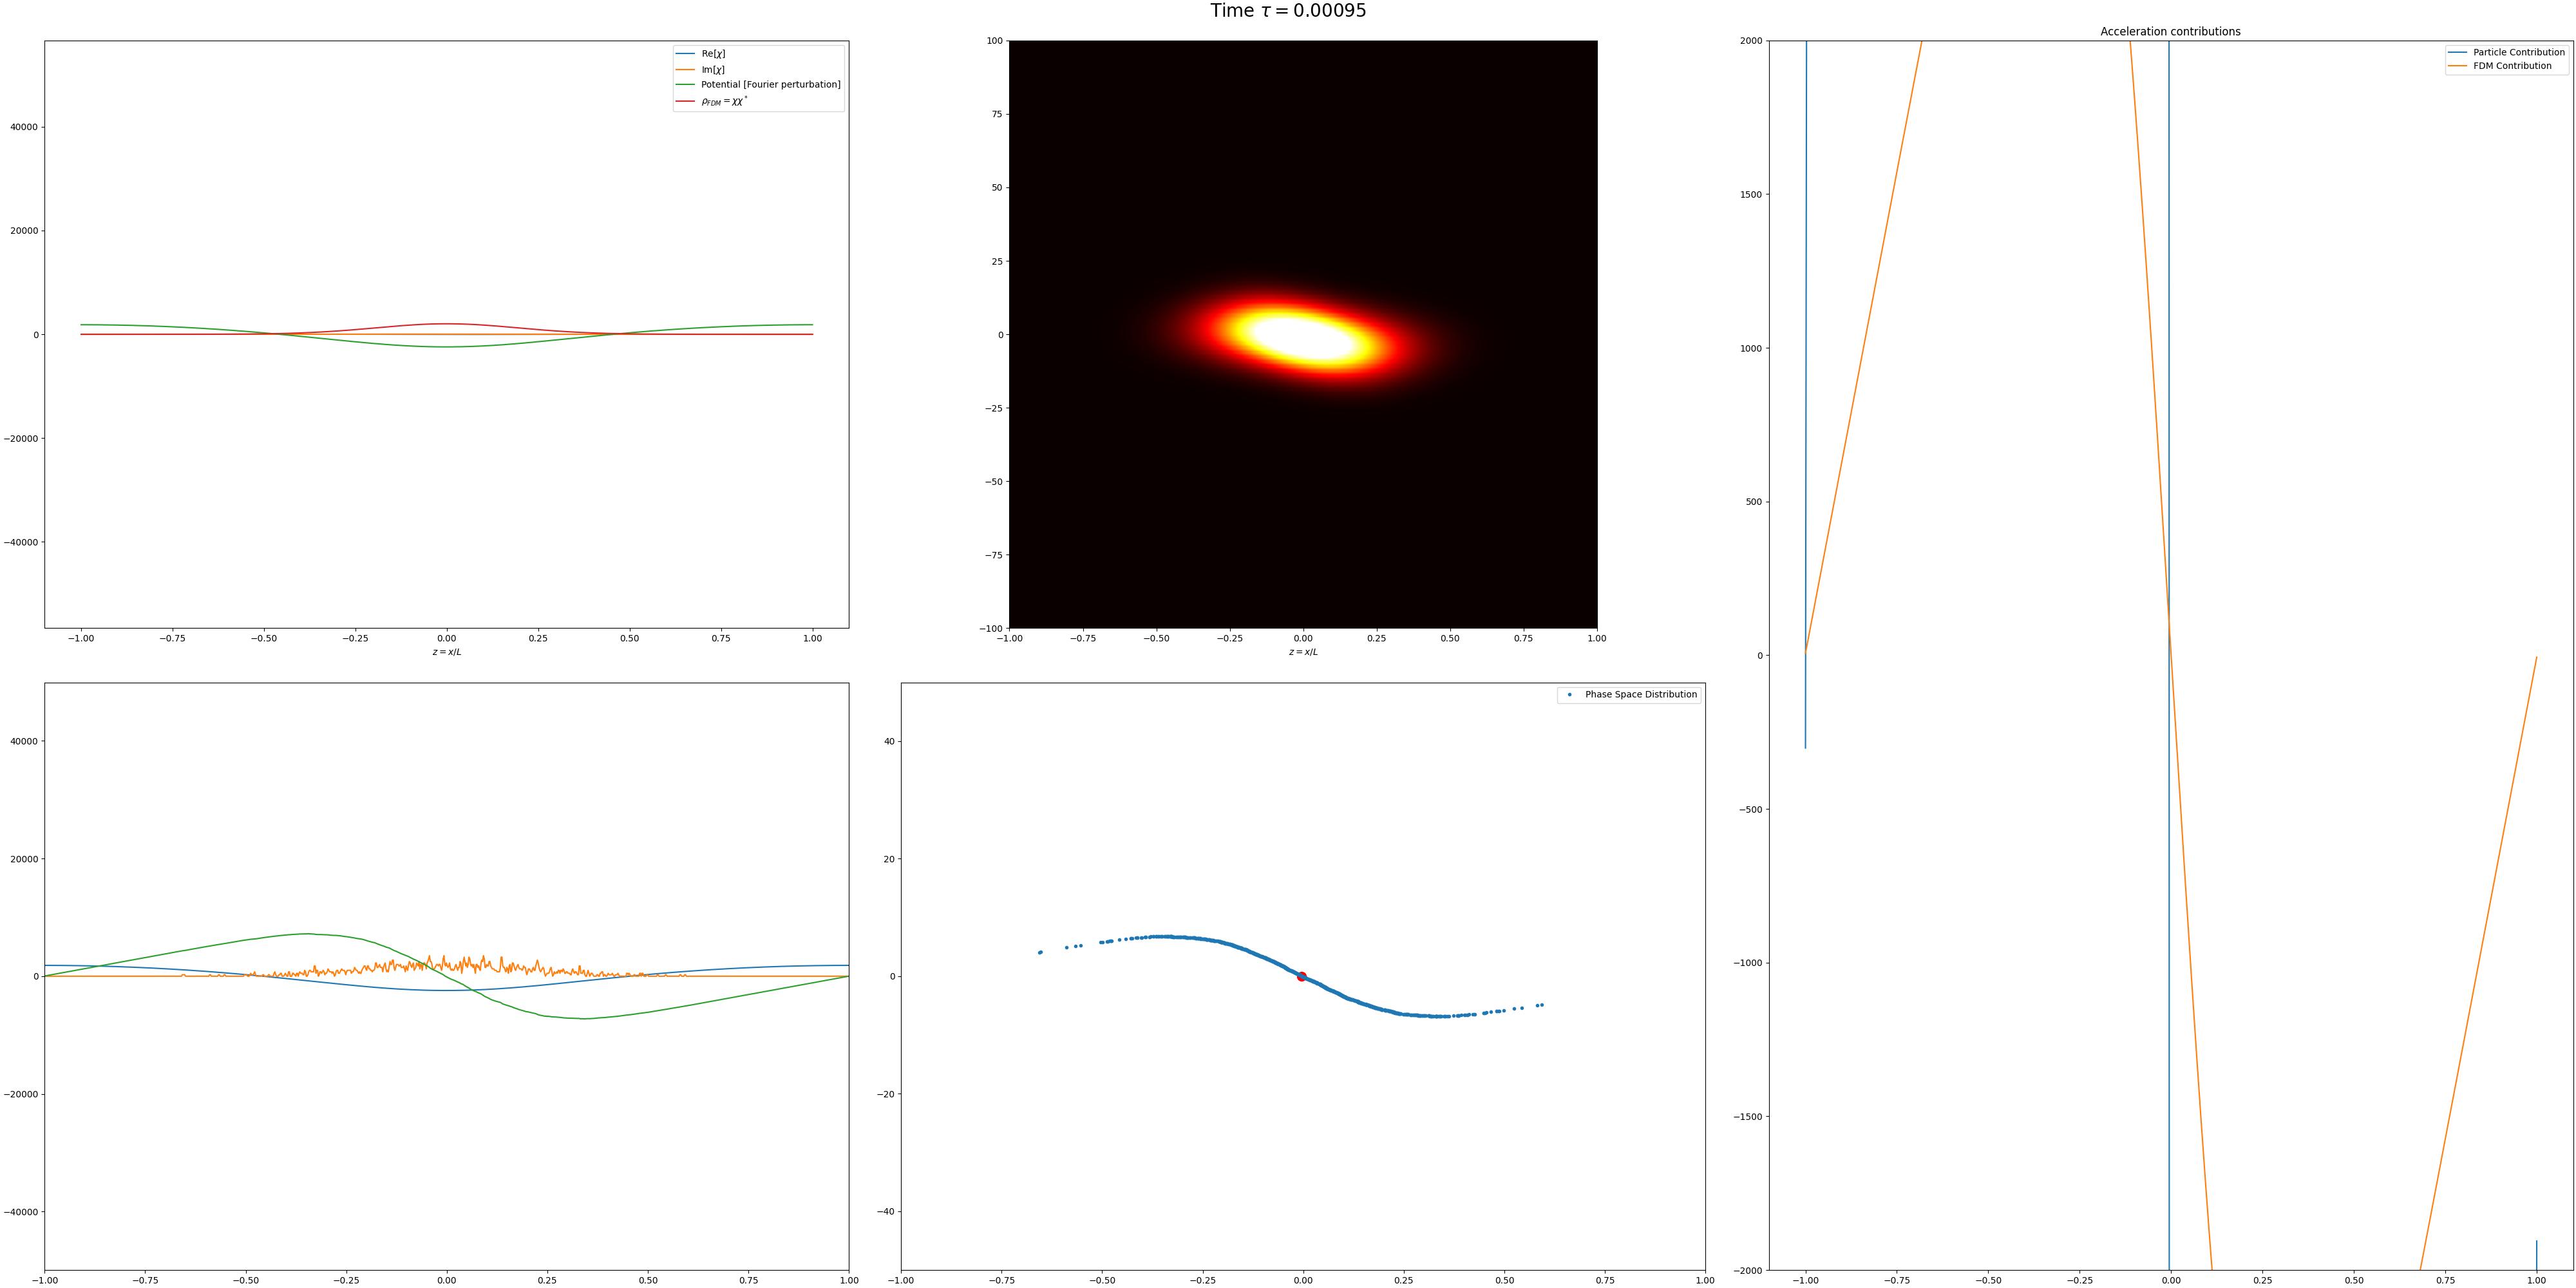 Time τ = 0.00095
Re[χ]
Im[χ]
Potential [Fourier perturbation]
ρFDM = χχ*
40000
20000
0
−20000
−40000
−1.00 −0.75 −0.50 −0.25 0.00 0.25 0.50 0.75 1.00
z = x/L
100
75
50
25
0
−25
−50
−75
−100
−1.00 −0.75 −0.50 −0.25 0.00 0.25 0.50 0.75 1.00
z = x/L
Acceleration contributions
Particle Contribution
FDM Contribution
2000
1500
1000
500
0
−500
−1000
−1500
−2000
−1.00 −0.75 −0.50 −0.25 0.00 0.25 0.50 0.75 1.00
40000
20000
0
−20000
−40000
−1.00 −0.75 −0.50 −0.25 0.00 0.25 0.50 0.75 1.00
Phase Space Distribution
40
20
0
−20
−40
−1.00 −0.75 −0.50 −0.25 0.00 0.25 0.50 0.75 1.00